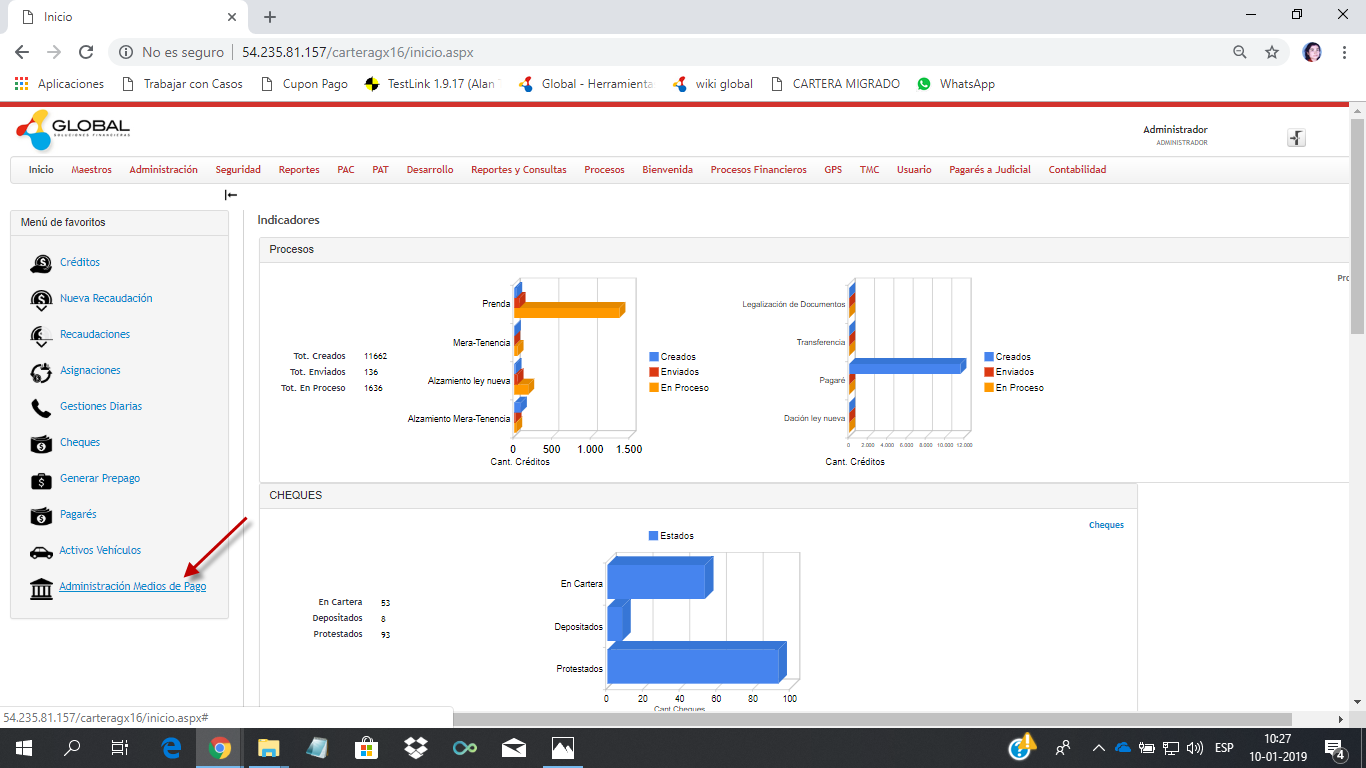 Inicio
No es seguro 54.235.81.157/carteragx16/inicio.aspx
Aplicaciones Trabajar con Casos Cupon Pago TestLink 1.9.17 (Alan Global - Herramienta wiki global CARTERA MIGRADO WhatsApp
GLOBAL
SOLUCIONES FINANCIERAS
Administrador
ADMINISTRADOR
Inicio Maestros Administración Seguridad Reportes PAC PAT Desarrollo Reportes y Consultas Procesos Bienvenida Procesos Financieros GPS TMC Usuario Pagarés a Judicial Contabilidad
Menú de favoritos
Créditos
Nueva Recaudación
Recaudaciones
Asignaciones
Gestiones Diarias
Cheques
Generar Prepago
Pagarés
Activos Vehículos
Administración Medios de Pago
Indicadores
Procesos
Pro
Tot. Creados 11662
Tot. Enviados 136
Tot. En Proceso 1636
Prenda
Mera-Tenencia
Alzamiento ley nueva
Alzamiento Mera-Tenencia
0 500 1.000 1.500
Cant. Créditos
Creados
Enviados
En Proceso
Legalización de Documentos
Transferencia
Pagaré
Dación ley nueva
0 2.000 4.000 6.000 8.000 10.000 12.000
Cant. Créditos
Creados
Enviados
En Proceso
CHEQUES
Cheques
Estados
En Cartera 53
Depositados 8
Protestados 93
En Cartera
Depositados
Protestados
0 20 40 60 80 100
Cant Cheques
54.235.81.157/carteragx16/inicio.aspx#
ESP
10:27
10-01-2019
4